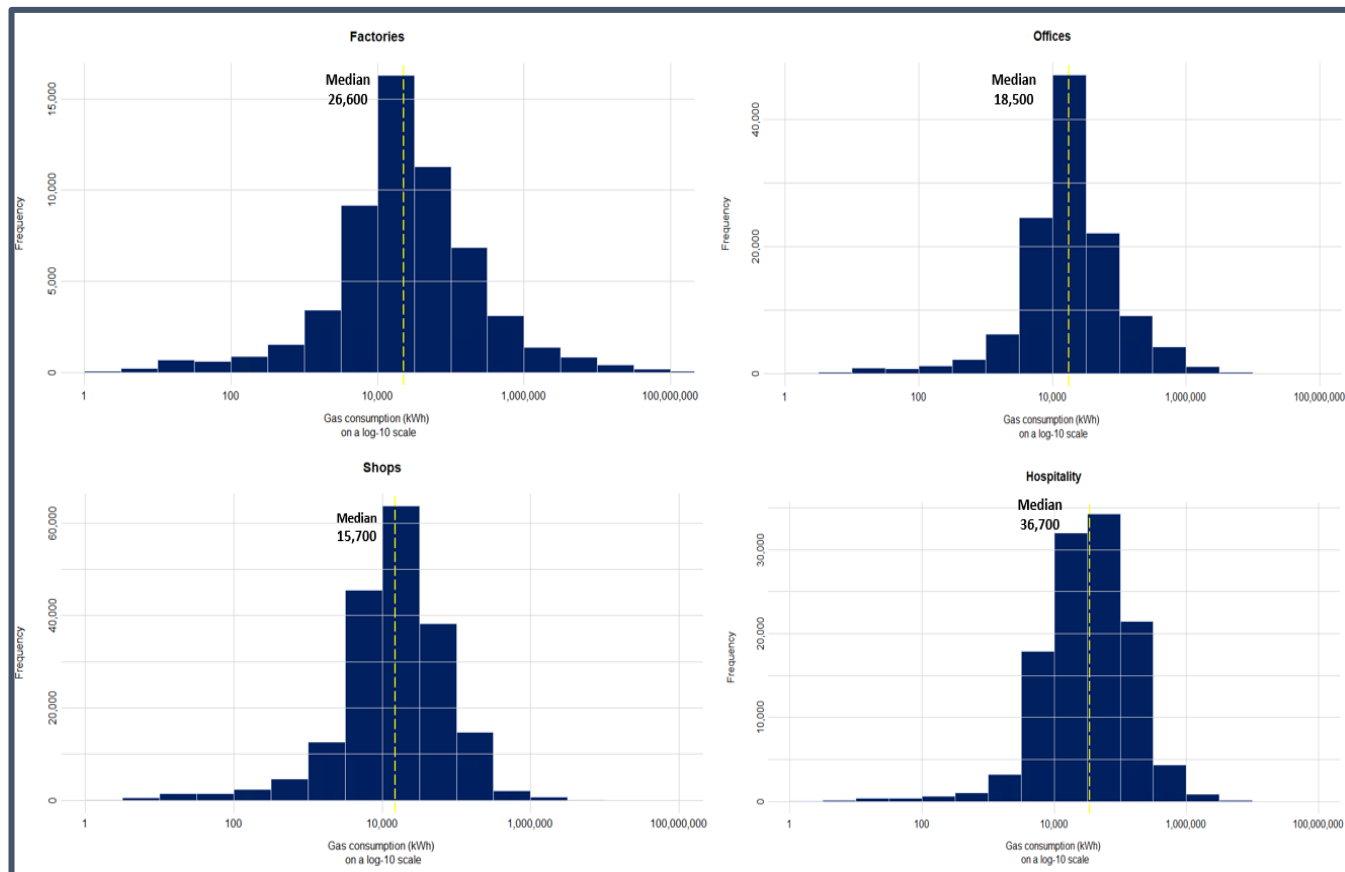 Factories
Median
26,600
15,000
10,000
5,000
0
Frequency
1
100
10,000
1,000,000
100,000,000
Gas consumption (kWh)
on a log-10 scale
Offices
Median
18,500
40,000
20,000
0
Frequency
1
100
10,000
1,000,000
100,000,000
Gas consumption (kWh)
on a log-10 scale
Shops
Median
15,700
60,000
40,000
20,000
0
Frequency
1
100
10,000
1,000,000
100,000,000
Gas consumption (kWh)
on a log-10 scale
Hospitality
Median
36,700
30,000
20,000
10,000
0
Frequency
1
100
10,000
1,000,000
100,000,000
Gas consumption (kWh)
on a log-10 scale